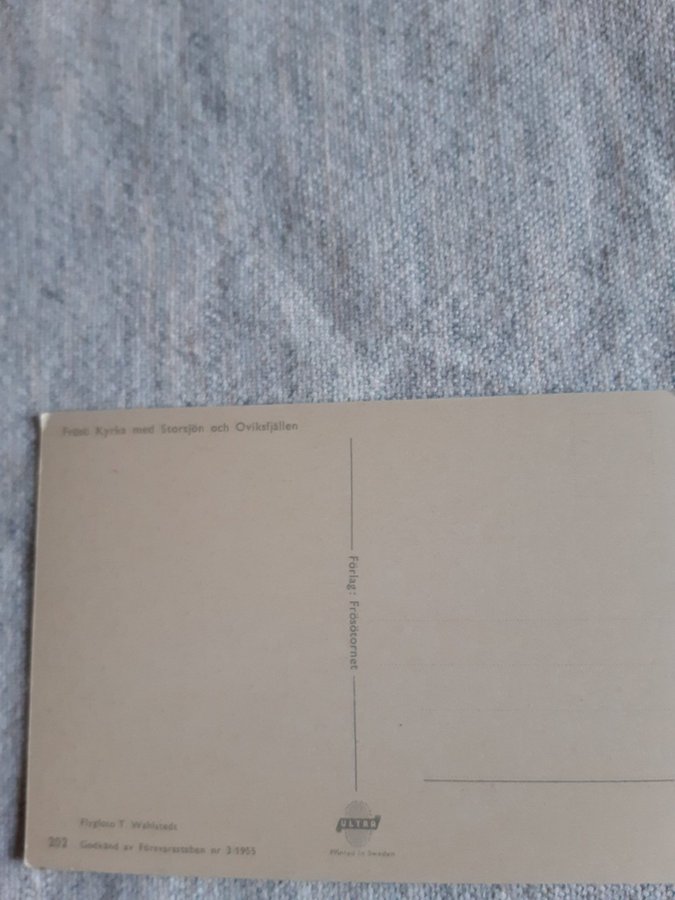 Frösö Kyrka med Storsjön och Oviksfjällen
Förlag: Frösötornet
Flygfoto T. Wahlstedt
202 Godkänd av Försvarsstaben nr 3-1955
ULTRA
Printed in Sweden